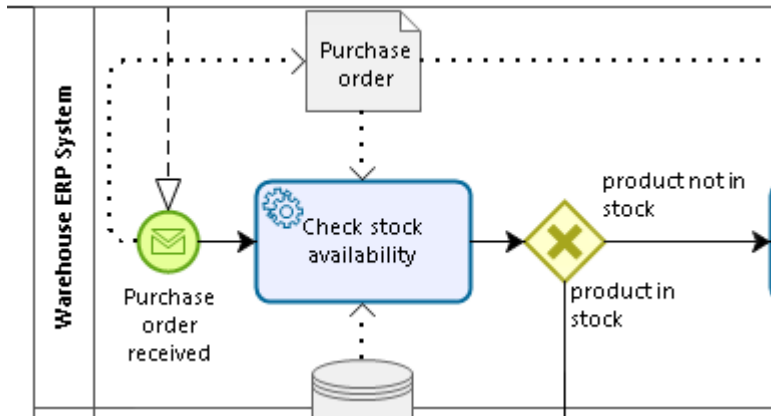 Warehouse ERP System
Purchase
order
Purchase
order
received
Check stock
availability
product not in
stock
product in
stock